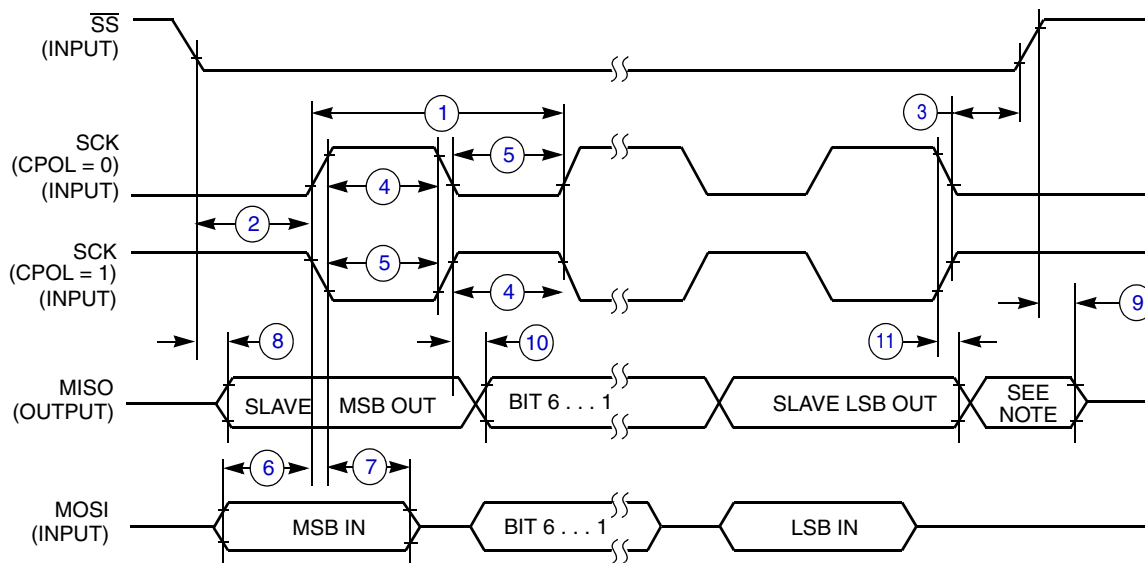 SS
(INPUT)
1
3
SCK
(CPOL = 0)
(INPUT)
5
4
2
SCK
(CPOL = 1)
(INPUT)
5
4
9
8
10
11
MISO
(OUTPUT)
SLAVE
MSB OUT
BIT 6 . . . 1
SLAVE LSB OUT
SEE
NOTE
6
7
MOSI
(INPUT)
MSB IN
BIT 6 . . . 1
LSB IN